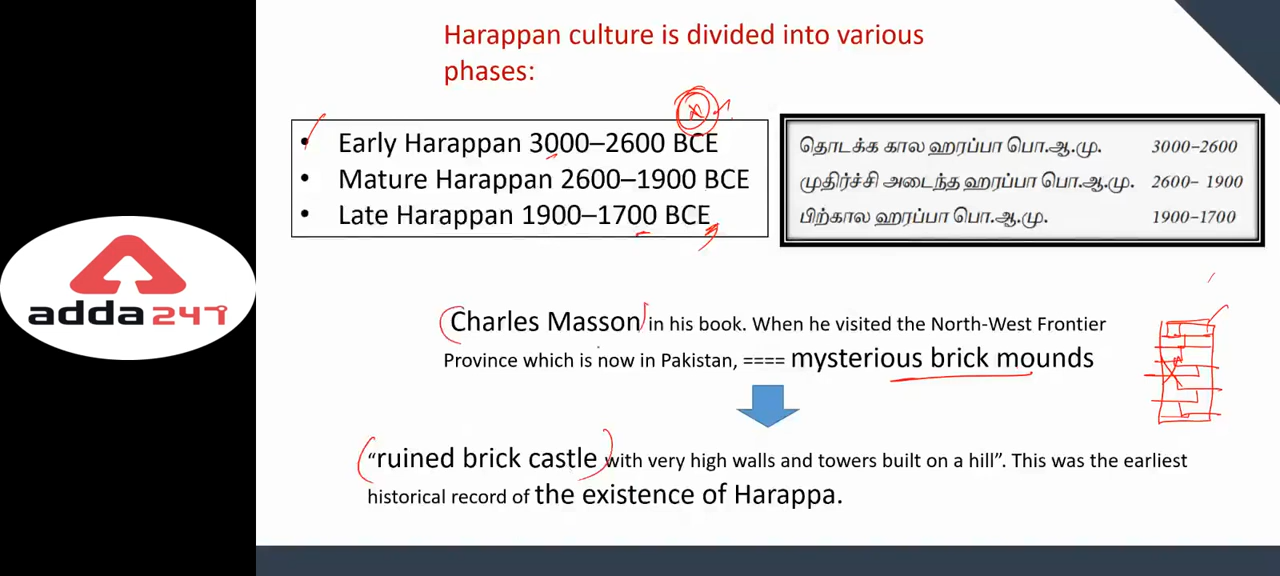 Harappan culture is divided into various
phases:
• Early Harappan 3000–2600 BCE
• Mature Harappan 2600–1900 BCE
• Late Harappan 1900–1700 BCE
தொடக்க கால ஹரப்பா பொ.ஆ.மு. 3000-2600
முதிர்ச்சி அடைந்த ஹரப்பா பொ.ஆ.மு. 2600- 1900
பிற்கால ஹரப்பா பொ.ஆ.மு. 1900-1700
adda247
Charles Masson in his book. When he visited the North-West Frontier
Province which is now in Pakistan, ==== mysterious brick mounds
“ruined brick castle with very high walls and towers built on a hill”. This was the earliest
historical record of the existence of Harappa.